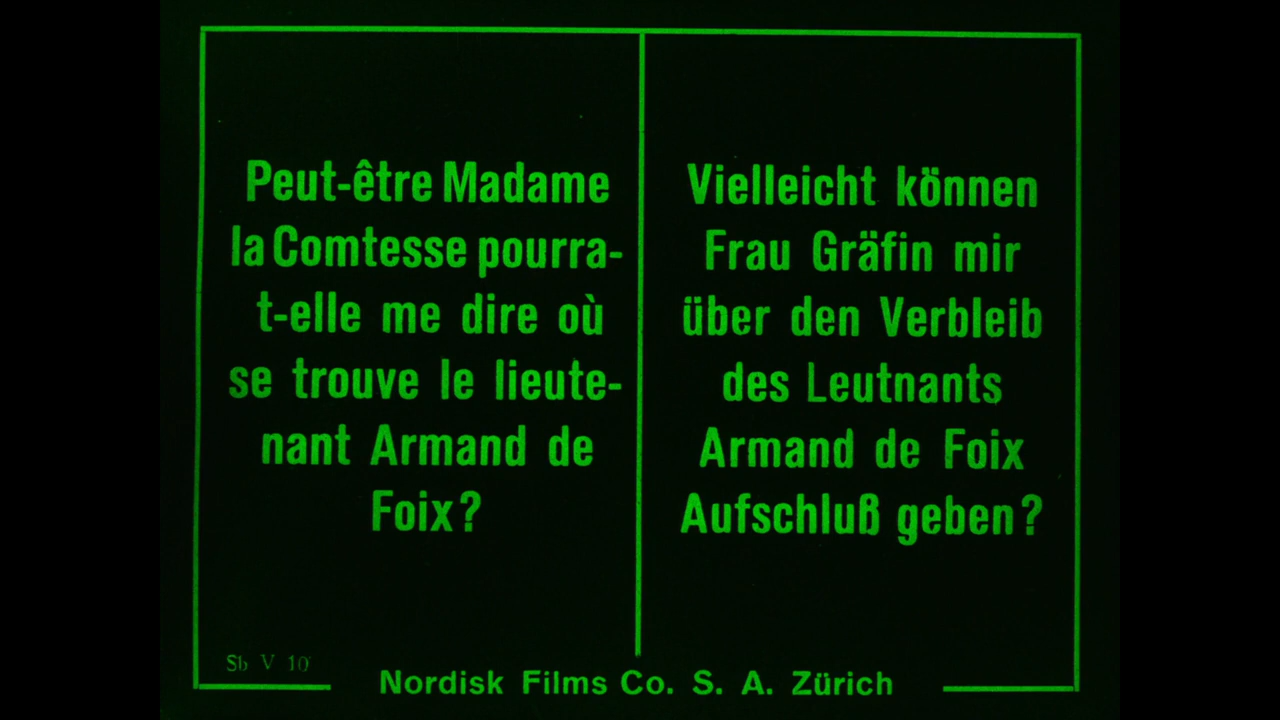 Peut-être Madame
la Comtesse pourra-
t-elle me dire où
se trouve le lieute-
nant Armand de
Foix?
Vielleicht können
Frau Gräfin mir
über den Verbleib
des Leutnants
Armand de Foix
Aufschluß geben?
Sb V 10
Nordisk Films Co. S. A. Zürich